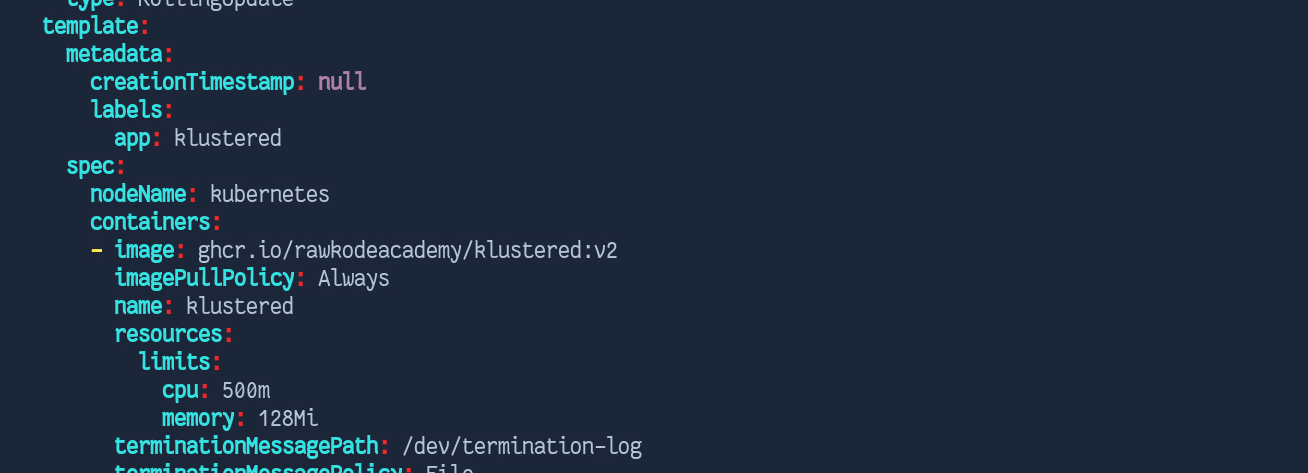 type: RollingUpdate
template:
metadata:
creationTimestamp: null
labels:
app: klustered
spec:
nodeName: kubernetes
containers:
- image: ghcr.io/rawkodeacademy/klustered:v2
imagePullPolicy: Always
name: klustered
resources:
limits:
cpu: 500m
memory: 128Mi
terminationMessagePath: /dev/termination-log
terminationMessagePolicy: File